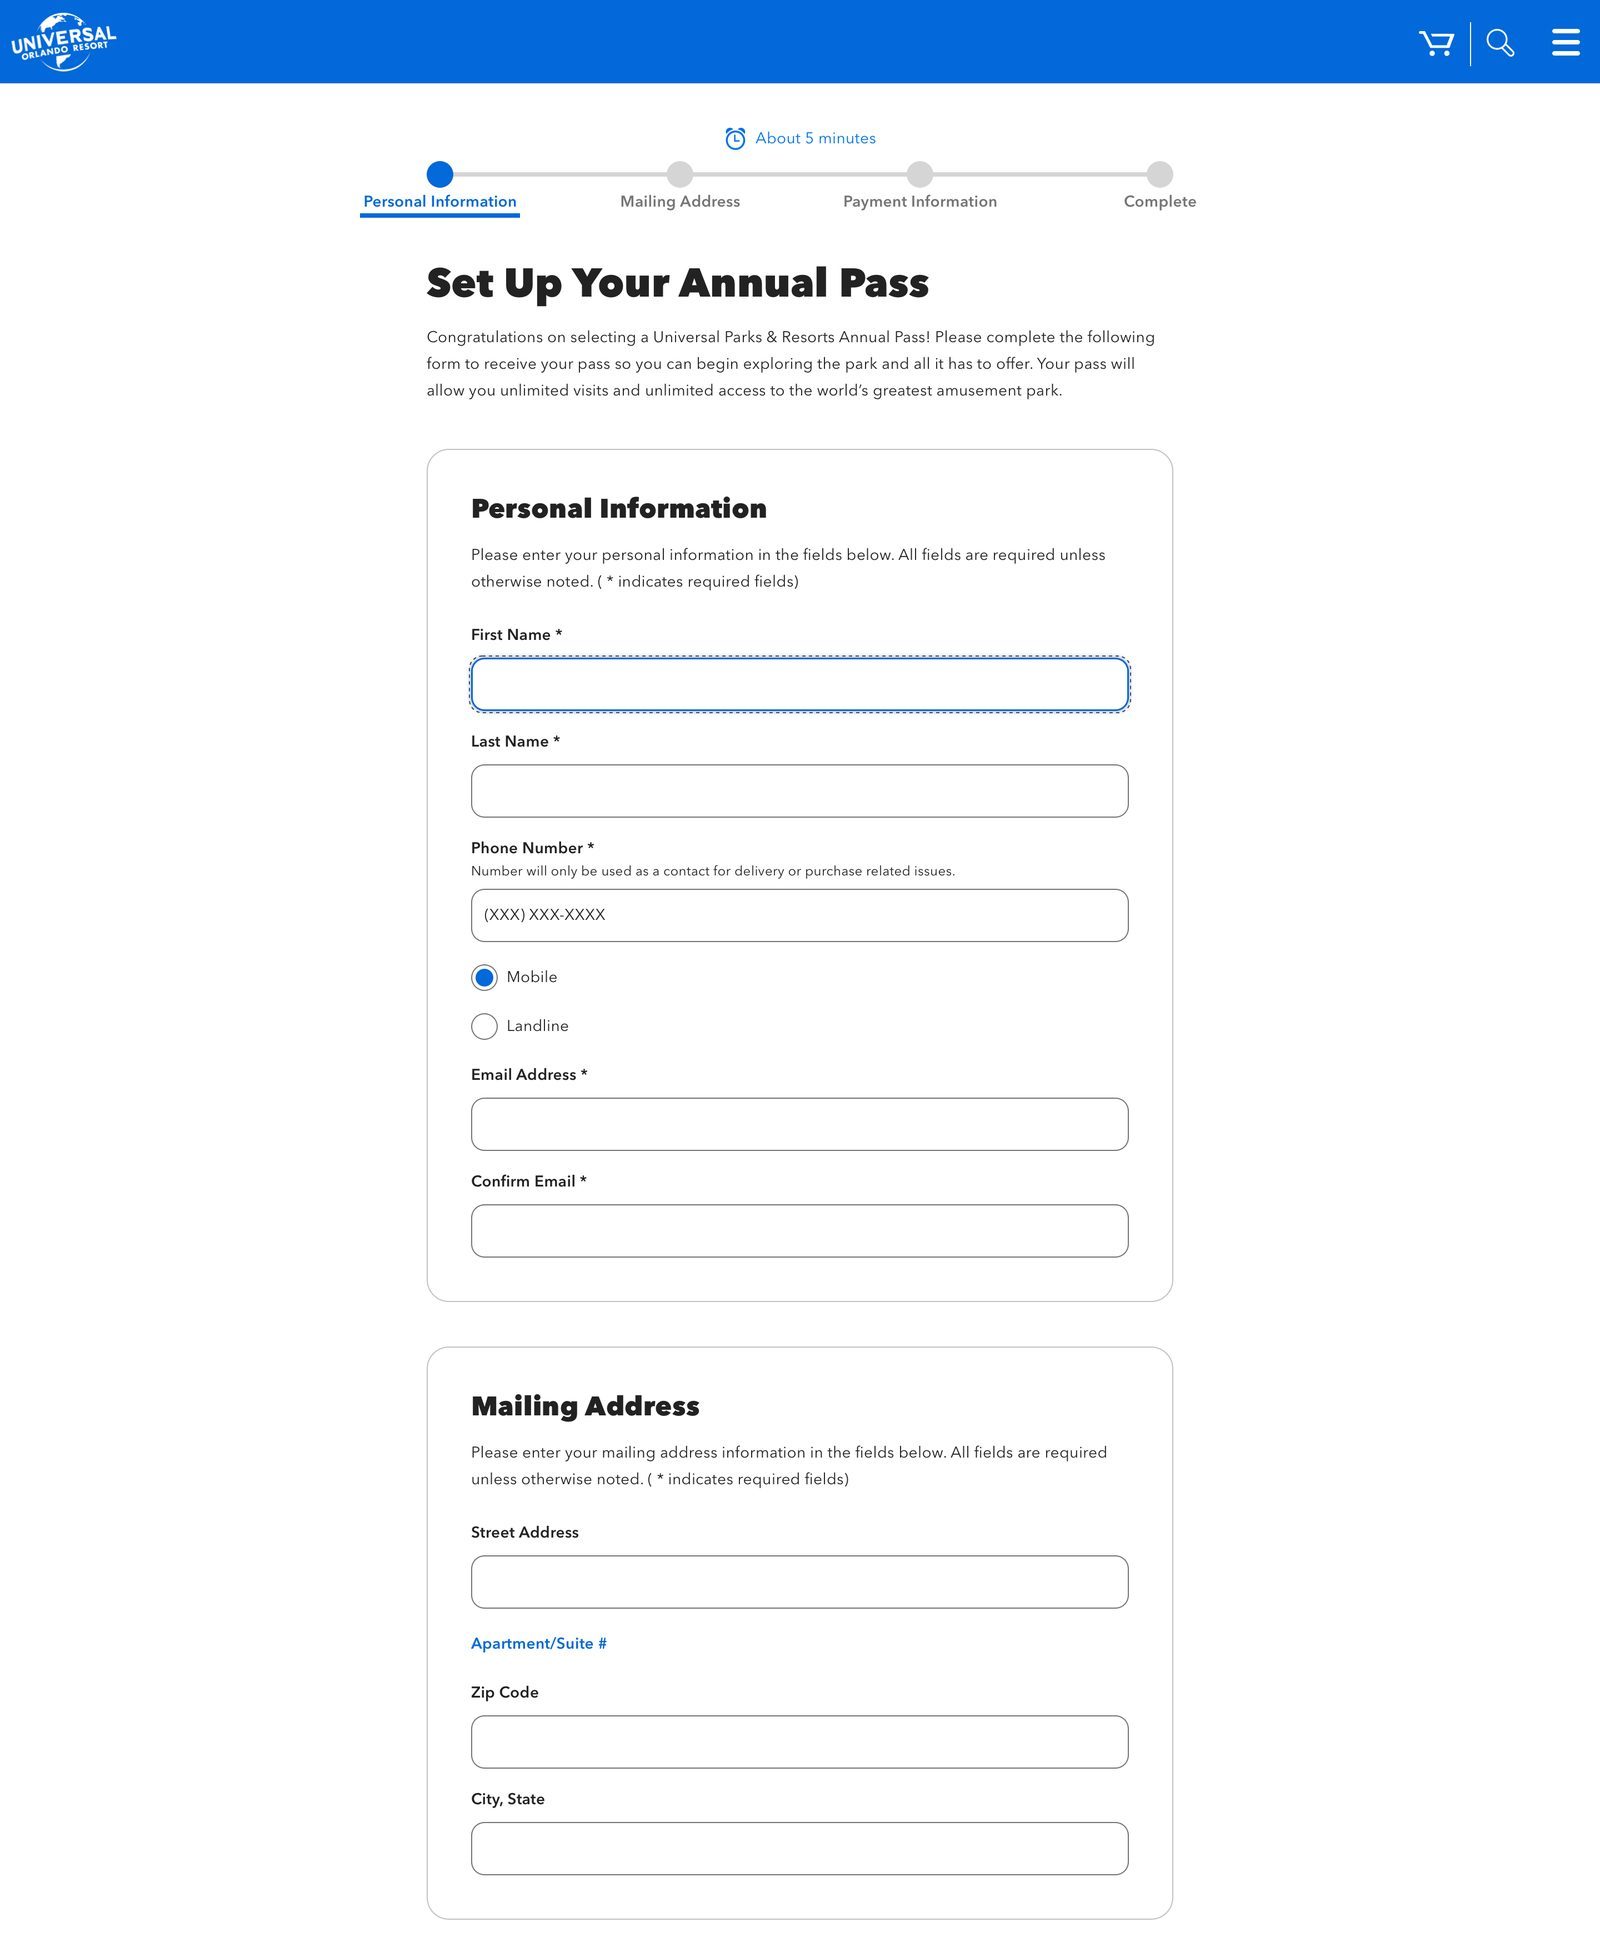 UNIVERSAL
ORLANDO RESORT
About 5 minutes
Personal Information
Mailing Address
Payment Information
Complete
Set Up Your Annual Pass
Congratulations on selecting a Universal Parks & Resorts Annual Pass! Please complete the following
form to receive your pass so you can begin exploring the park and all it has to offer. Your pass will
allow you unlimited visits and unlimited access to the world’s greatest amusement park.
Personal Information
Please enter your personal information in the fields below. All fields are required unless
otherwise noted. ( * indicates required fields)
First Name *
Last Name *
Phone Number *
Number will only be used as a contact for delivery or purchase related issues.
(XXX) XXX-XXXX
Mobile
Landline
Email Address *
Confirm Email *
Mailing Address
Please enter your mailing address information in the fields below. All fields are required
unless otherwise noted. ( * indicates required fields)
Street Address
Apartment/Suite #
Zip Code
City, State